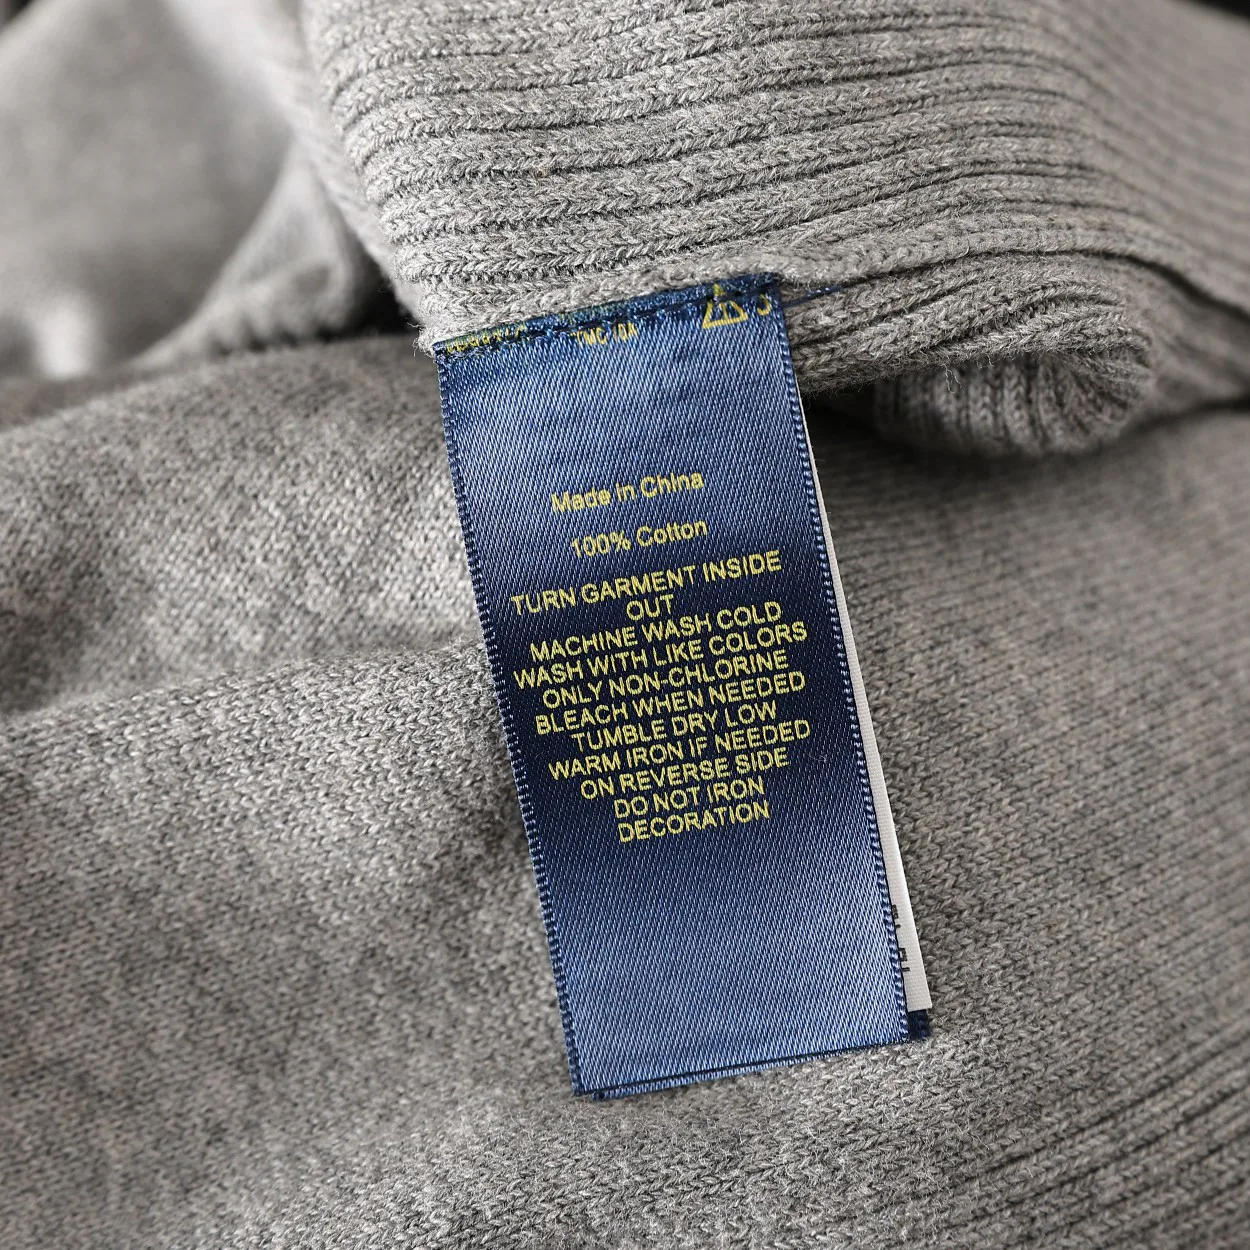 Made in China
100% Cotton
TURN GARMENT INSIDE
OUT
MACHINE WASH COLD
WASH WITH LIKE COLORS
ONLY NON-CHLORINE
BLEACH WHEN NEEDED
TUMBLE DRY LOW
WARM IRON IF NEEDED
ON REVERSE SIDE
DO NOT IRON
DECORATION